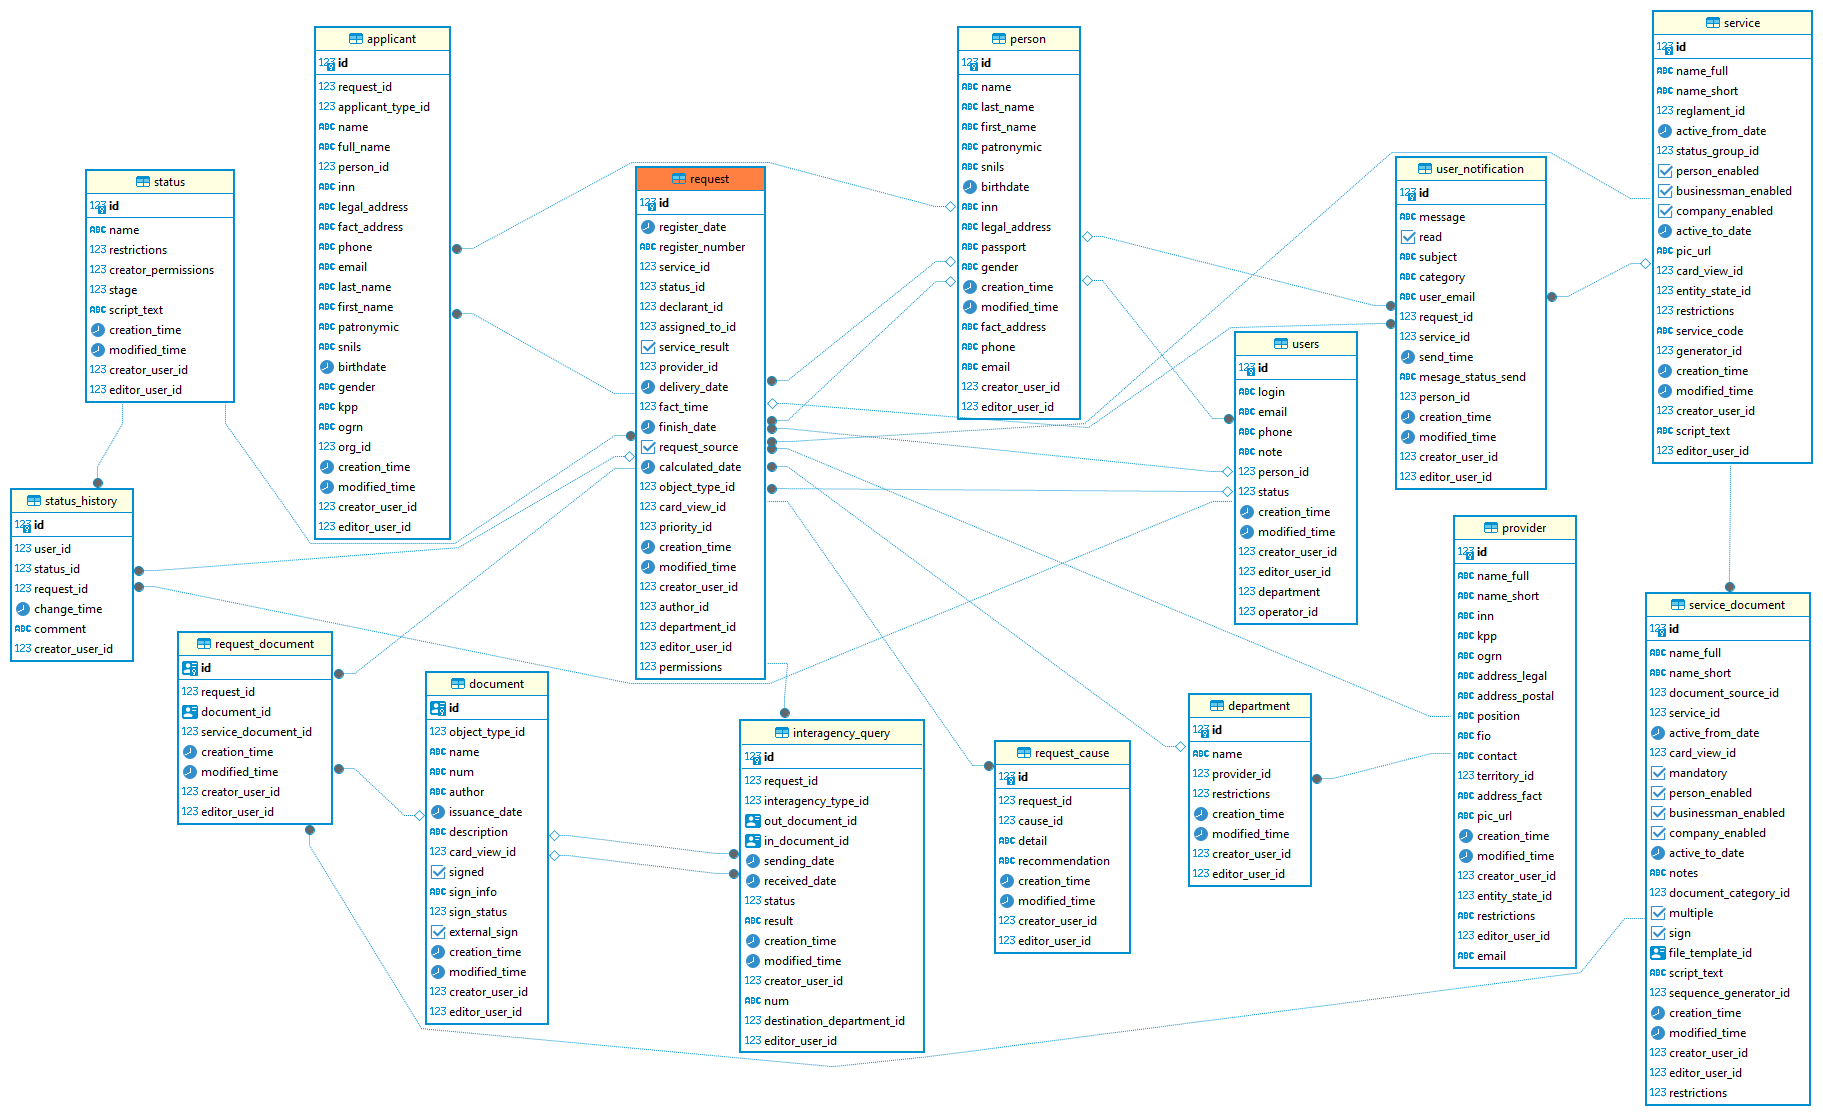 applicant
id
request_id
applicant_type_id
name
full_name
person_id
inn
legal_address
fact_address
phone
email
last_name
first_name
patronymic
snils
birthdate
gender
kpp
ogrn
org_id
creation_time
modified_time
creator_user_id
editor_user_id
person
id
name
last_name
first_name
patronymic
snils
birthdate
inn
legal_address
passport
gender
creation_time
modified_time
fact_address
phone
email
creator_user_id
editor_user_id
service
id
name_full
name_short
reglament_id
active_from_date
status_group_id
person_enabled
businessman_enabled
company_enabled
active_to_date
pic_url
card_view_id
entity_state_id
restrictions
service_code
generator_id
creation_time
modified_time
creator_user_id
script_text
editor_user_id
status
id
name
restrictions
creator_permissions
stage
script_text
creation_time
modified_time
creator_user_id
editor_user_id
request
id
register_date
register_number
service_id
status_id
declarant_id
assigned_to_id
service_result
provider_id
delivery_date
fact_time
finish_date
request_source
calculated_date
object_type_id
card_view_id
priority_id
creation_time
modified_time
creator_user_id
author_id
department_id
editor_user_id
permissions
user_notification
id
message
read
subject
category
user_email
request_id
service_id
send_time
mesage_status_send
person_id
creation_time
modified_time
creator_user_id
editor_user_id
users
id
login
email
phone
note
person_id
status
creation_time
modified_time
creator_user_id
editor_user_id
department
operator_id
status_history
id
user_id
status_id
request_id
change_time
comment
creator_user_id
provider
id
name_full
name_short
inn
kpp
ogrn
address_legal
address_postal
position
fio
contact
territory_id
address_fact
pic_url
creation_time
modified_time
creator_user_id
entity_state_id
restrictions
editor_user_id
email
service_document
id
name_full
name_short
document_source_id
service_id
active_from_date
card_view_id
mandatory
person_enabled
businessman_enabled
company_enabled
active_to_date
notes
document_category_id
multiple
sign
file_template_id
script_text
sequence_generator_id
creation_time
modified_time
creator_user_id
editor_user_id
restrictions
request_document
id
request_id
document_id
service_document_id
creation_time
modified_time
creator_user_id
editor_user_id
document
id
object_type_id
name
num
author
issuance_date
description
card_view_id
signed
sign_info
sign_status
external_sign
creation_time
modified_time
creator_user_id
editor_user_id
interagency_query
id
request_id
interagency_type_id
out_document_id
in_document_id
sending_date
received_date
status
result
creation_time
modified_time
creator_user_id
num
destination_department_id
editor_user_id
request_cause
id
request_id
cause_id
detail
recommendation
creation_time
modified_time
creator_user_id
editor_user_id
department
id
name
provider_id
restrictions
creation_time
modified_time
creator_user_id
editor_user_id